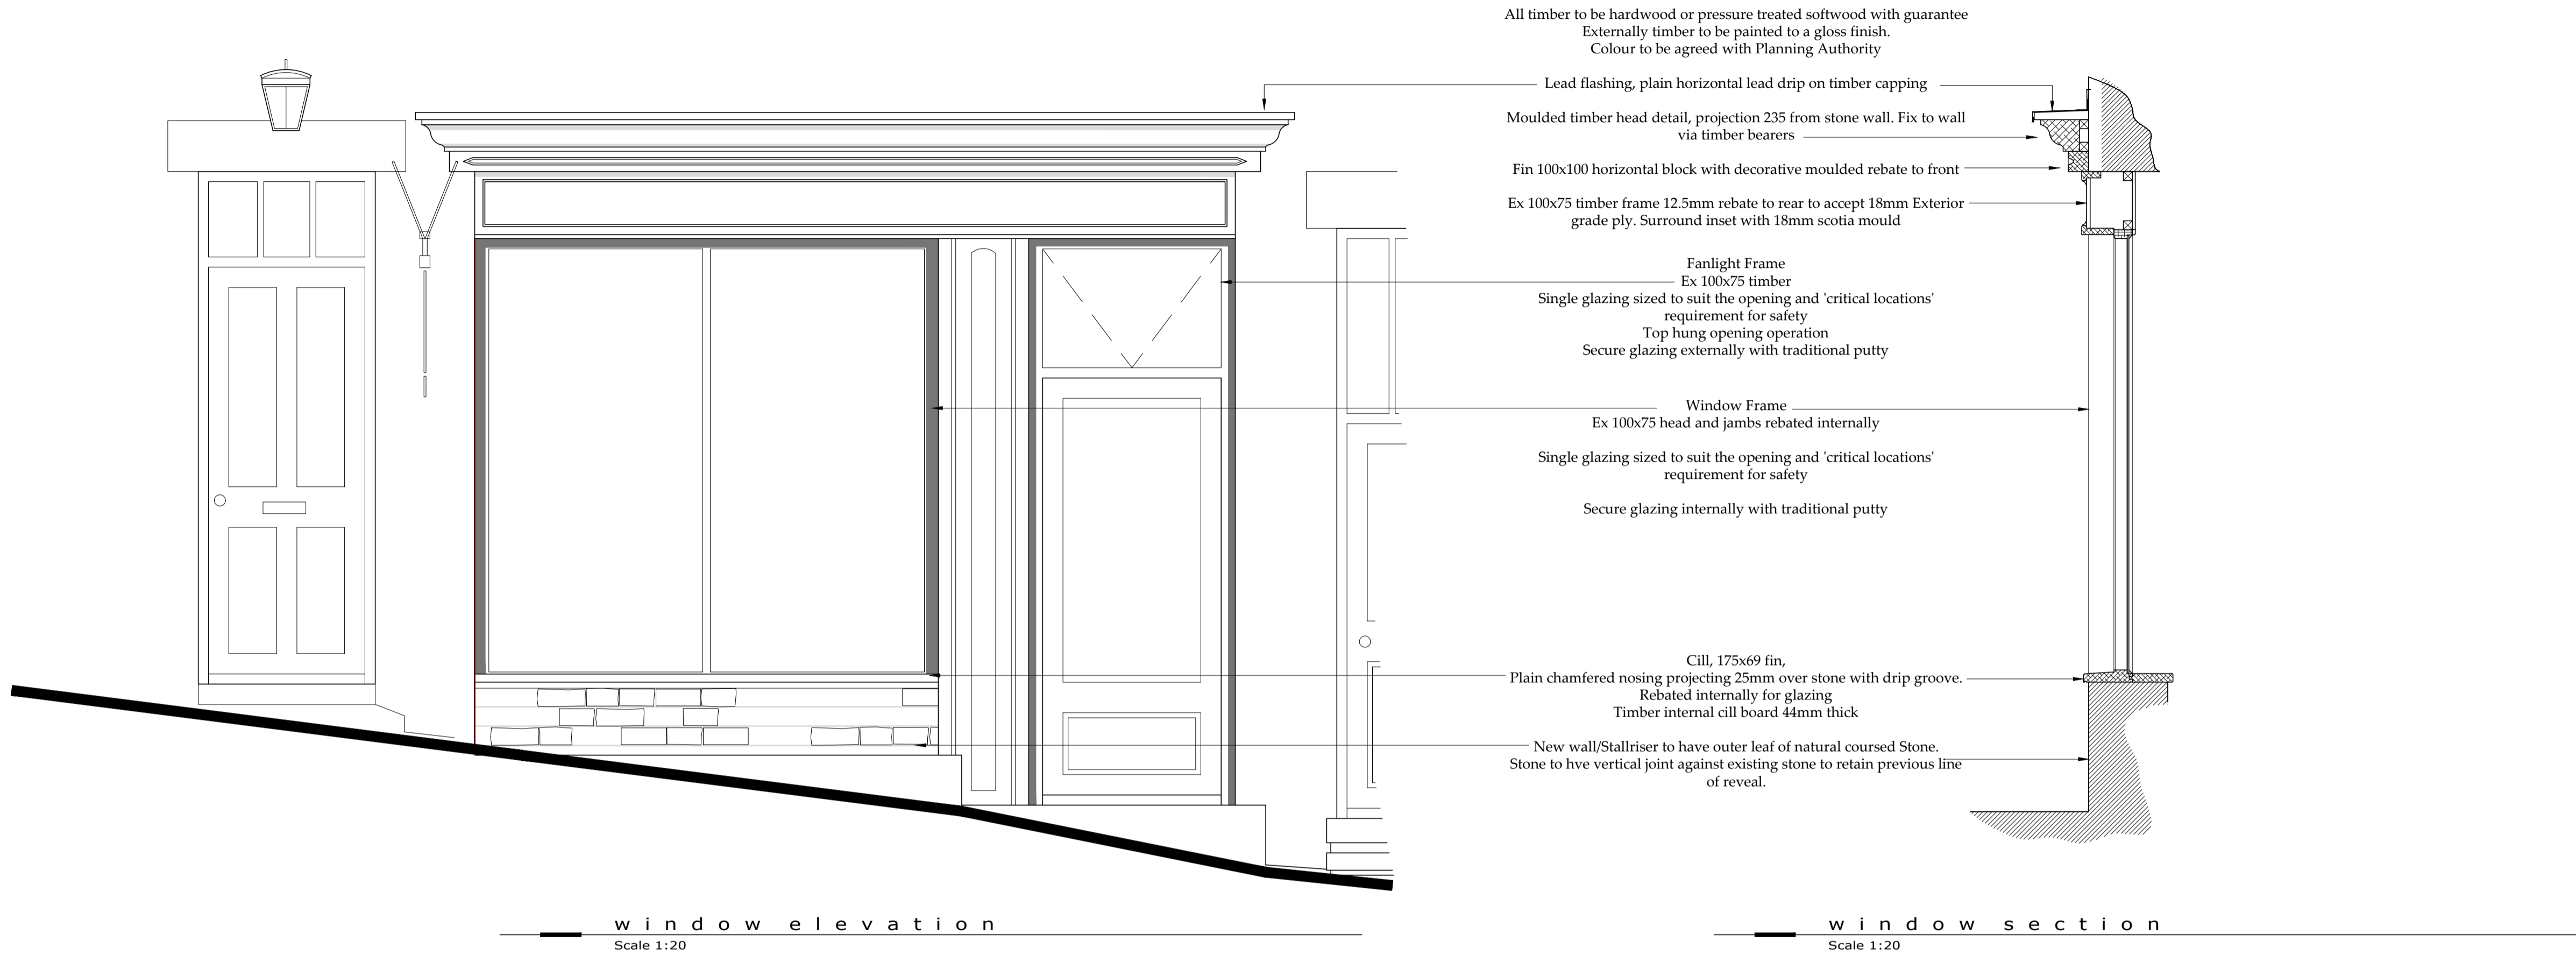 All timber to be hardwood or pressure treated softwood with guarantee
Externally timber to be painted to a gloss finish.
Colour to be agreed with Planning Authority
Lead flashing, plain horizontal lead drip on timber capping
Moulded timber head detail, projection 235 from stone wall. Fix to wall
via timber bearers
Fin 100x100 horizontal block with decorative moulded rebate to front
Ex 100x75 timber frame 12.5mm rebate to rear to accept 18mm Exterior
grade ply. Surround inset with 18mm scotia mould
Fanlight Frame
Ex 100x75 timber
Single glazing sized to suit the opening and 'critical locations'
requirement for safety
Top hung opening operation
Secure glazing externally with traditional putty
Window Frame
Ex 100x75 head and jambs rebated internally
Single glazing sized to suit the opening and 'critical locations'
requirement for safety
Secure glazing internally with traditional putty
Cill, 175x69 fin,
Plain chamfered nosing projecting 25mm over stone with drip groove.
Rebated internally for glazing
Timber internal cill board 44mm thick
New wall/Stallriser to have outer leaf of natural coursed Stone.
Stone to hve vertical joint against existing stone to retain previous line
of reveal.
window elevation
Scale 1:20
window section
Scale 1:20